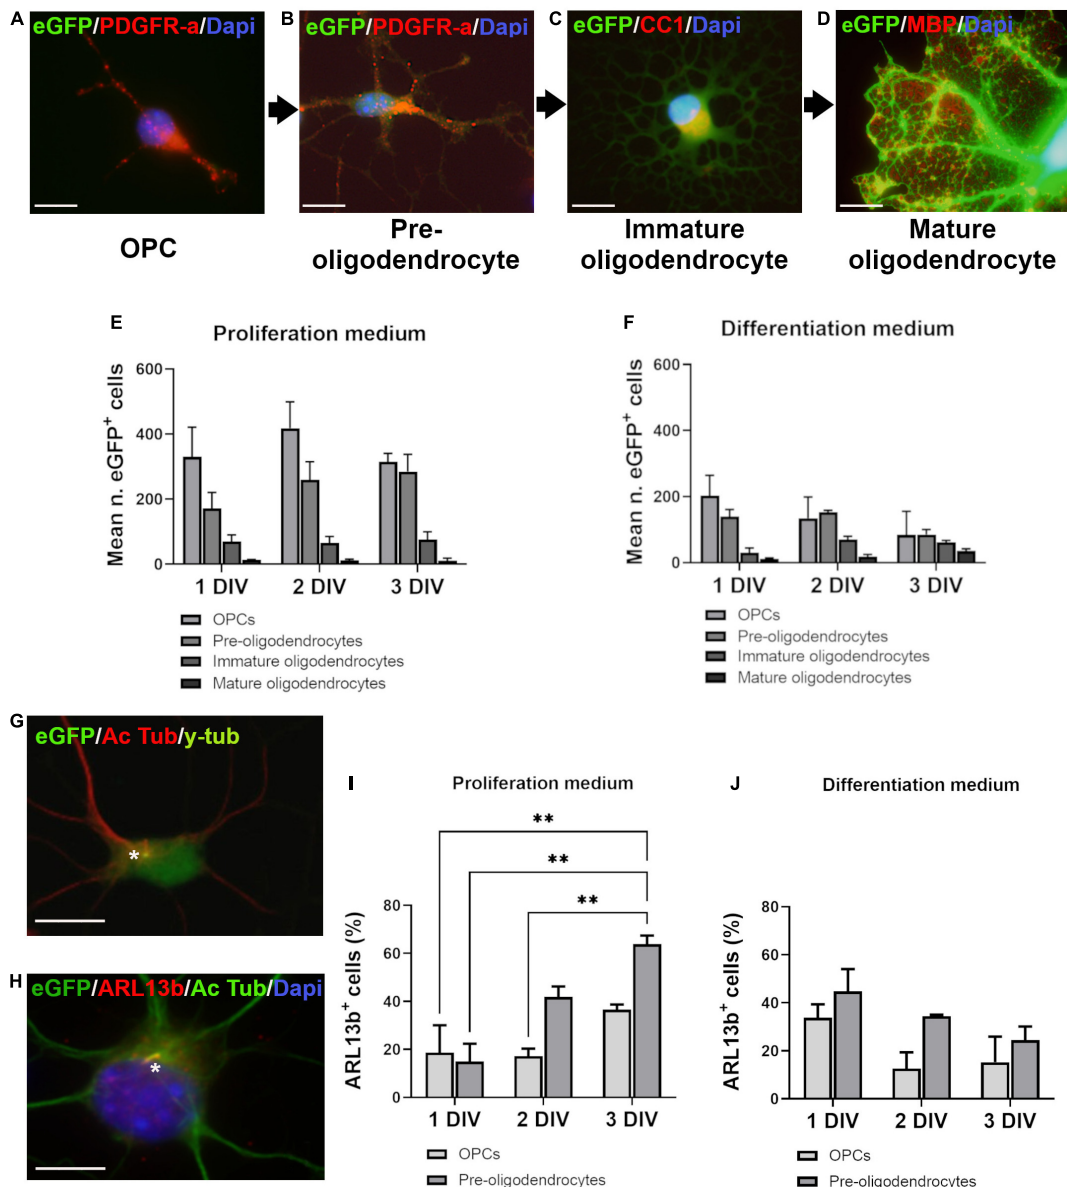 A
eGFP/PDGFR-a/Dapi
B
eGFP/PDGFR-a/Dapi
C
eGFP/CC1/Dapi
D
eGFP/MBP/Dapi
OPC
Pre-
oligodendrocyte
Immature
oligodendrocyte
Mature
oligodendrocyte
E
Proliferation medium
Mean n. eGFP+ cells
600
400
200
0
1 DIV
2 DIV
3 DIV
OPCs
Pre-oligodendrocytes
Immature oligodendrocytes
Mature oligodendrocytes
F
Differentiation medium
Mean n. eGFP+ cells
600
400
200
0
1 DIV
2 DIV
3 DIV
OPCs
Pre-oligodendrocytes
Immature oligodendrocytes
Mature oligodendrocytes
G
eGFP/Ac Tub/y-tub
*
H
eGFP/ARL13b/Ac Tub/Dapi
*
I
Proliferation medium
**
**
**
ARL13b+ cells (%)
80
60
40
20
0
1 DIV
2 DIV
3 DIV
OPCs
Pre-oligodendrocytes
J
Differentiation medium
ARL13b+ cells (%)
80
60
40
20
0
1 DIV
2 DIV
3 DIV
OPCs
Pre-oligodendrocytes